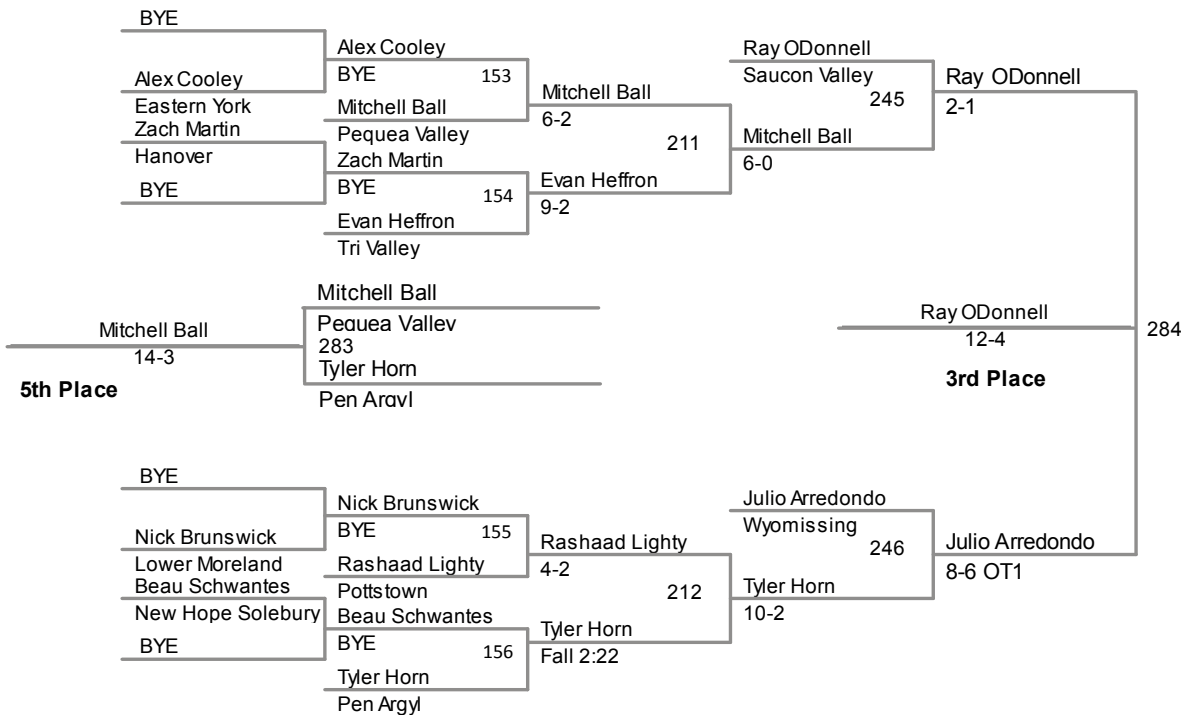 BYE
Alex Cooley
Eastern York
Zach Martin
Hanover
BYE
Alex Cooley
BYE
153
Mitchell Ball
Pequea Valley
Zach Martin
BYE
154
Evan Heffron
Tri Valley
Mitchell Ball
6-2
211
Evan Heffron
9-2
Ray ODonnell
Saucon Valley
245
Mitchell Ball
6-0
Ray ODonnell
2-1
Mitchell Ball
14-3
5th Place
Mitchell Ball
Pequea Valley
283
Tyler Horn
Pen Argyl
Ray ODonnell
12-4
3rd Place
284
BYE
Nick Brunswick
Lower Moreland
Beau Schwantes
New Hope Solebury
BYE
Nick Brunswick
BYE
155
Rashaad Lighty
Pottstown
Beau Schwantes
BYE
156
Tyler Horn
Pen Argyl
Rashaad Lighty
4-2
212
Tyler Horn
Fall 2:22
Julio Arredondo
Wyomissing
246
Tyler Horn
10-2
Julio Arredondo
8-6 OT1